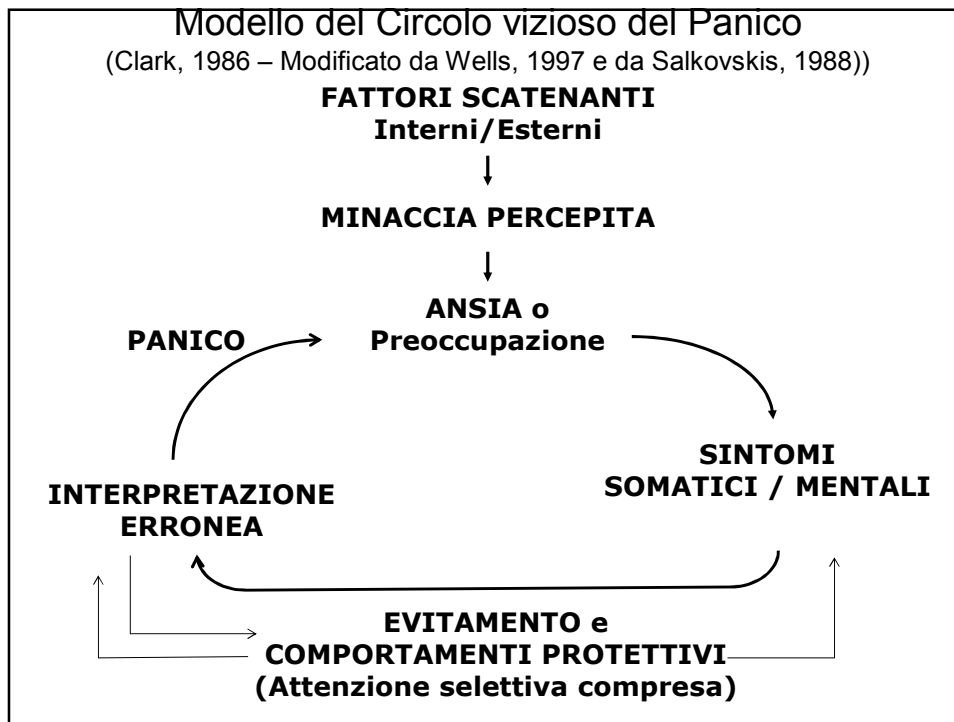 Modello del Circolo vizioso del Panico
(Clark, 1986 – Modificato da Wells, 1997 e da Salkovskis, 1988))
FATTORI SCATENANTI
Interni/Esterni
MINACCIA PERCEPITA
ANSIA o
Preoccupazione
PANICO
SINTOMI
SOMATICI / MENTALI
INTERPRETAZIONE
ERRONEA
EVITAMENTO e
COMPORTAMENTI PROTETTIVI
(Attenzione selettiva compresa)